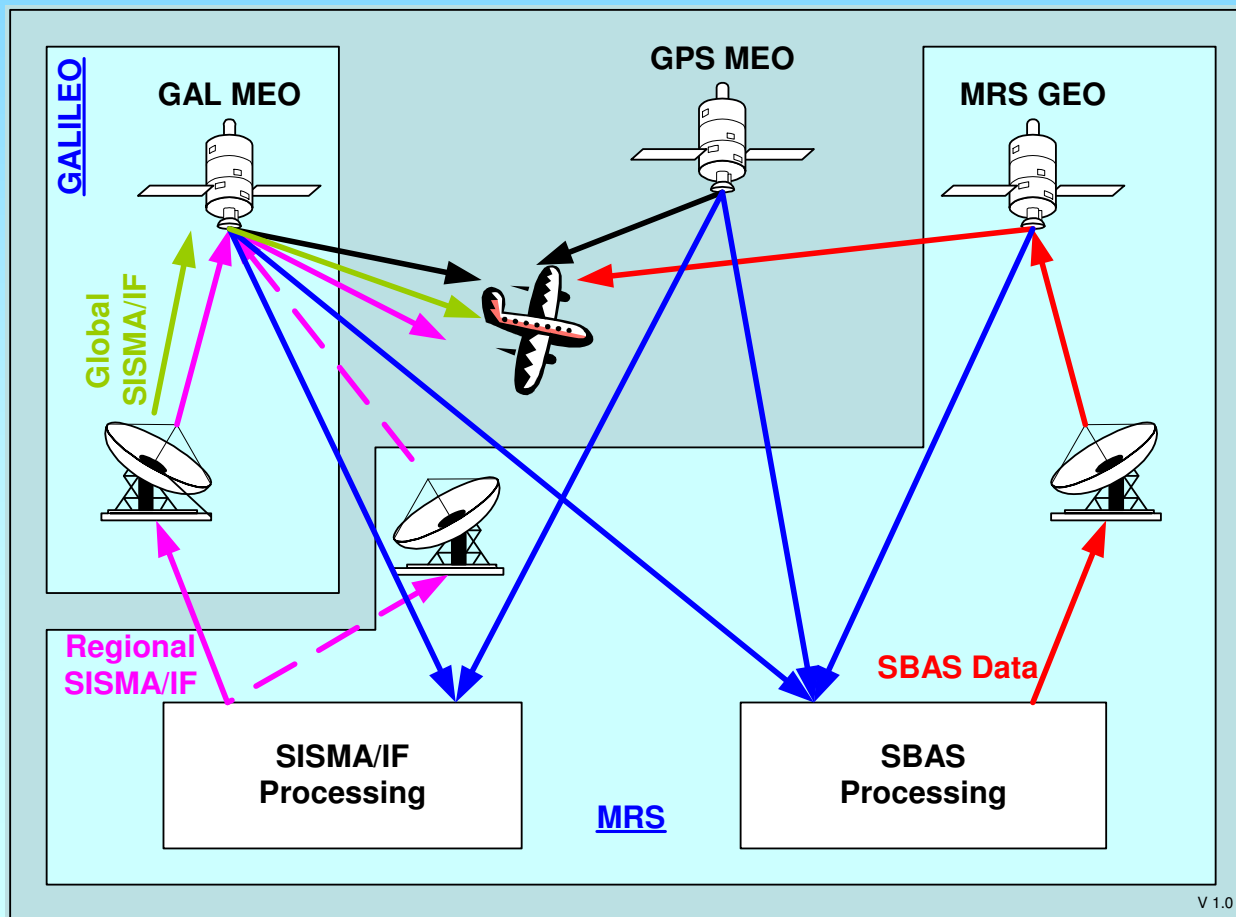 GALILEO
GAL MEO
GPS MEO
MRS GEO
Global
SISMA/IF
Regional
SISMA/IF
SBAS Data
SISMA/IF
Processing
SBAS
Processing
MRS
V 1.0